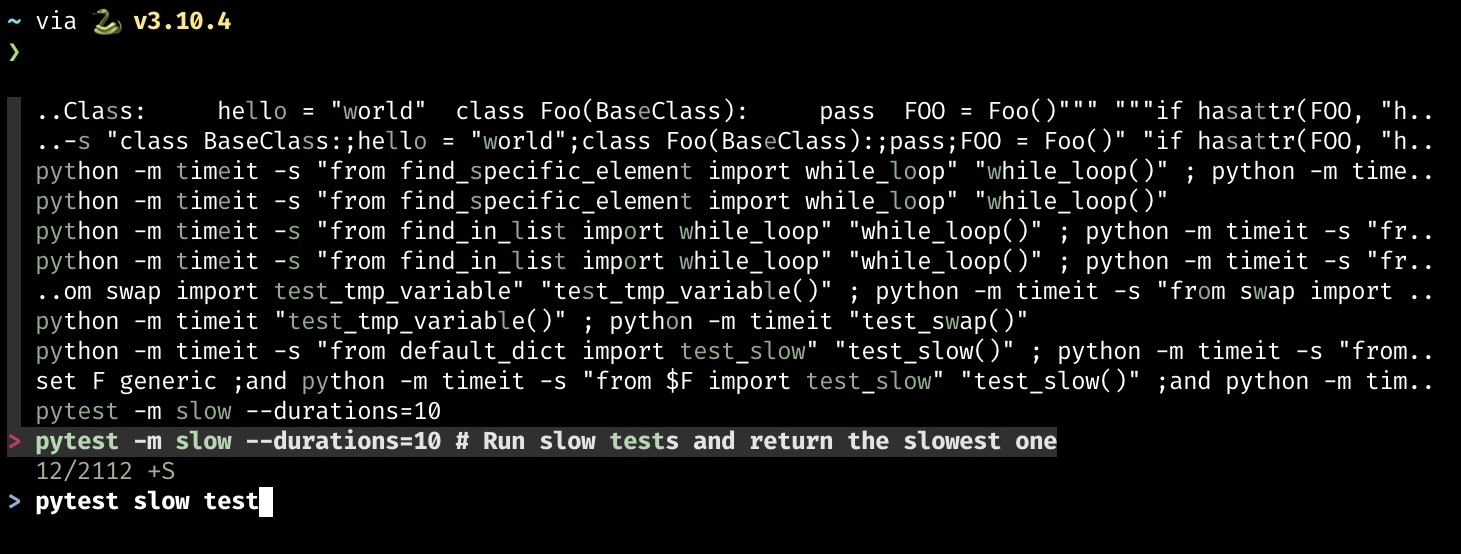 ~ via 🐍 v3.10.4
❯
..Class:     hello = "world"  class Foo(BaseClass):     pass  FOO = Foo()""" """if hasattr(FOO, "h..
..-s "class BaseClass:;hello = "world";class Foo(BaseClass):;pass;FOO = Foo()" "if hasattr(FOO, "h..
python -m timeit -s "from find_specific_element import while_loop" "while_loop()" ; python -m time..
python -m timeit -s "from find_specific_element import while_loop" "while_loop()"
python -m timeit -s "from find_in_list import while_loop" "while_loop()" ; python -m timeit -s "fr..
python -m timeit -s "from find_in_list import while_loop" "while_loop()" ; python -m timeit -s "fr..
..om swap import test_tmp_variable" "test_tmp_variable()" ; python -m timeit -s "from swap import ..
python -m timeit "test_tmp_variable()" ; python -m timeit "test_swap()"
python -m timeit -s "from default_dict import test_slow" "test_slow()" ; python -m timeit -s "from..
set F generic ;and python -m timeit -s "from $F import test_slow" "test_slow()" ;and python -m tim..
pytest -m slow --durations=10
> pytest -m slow --durations=10 # Run slow tests and return the slowest one
12/2112 +S
> pytest slow test